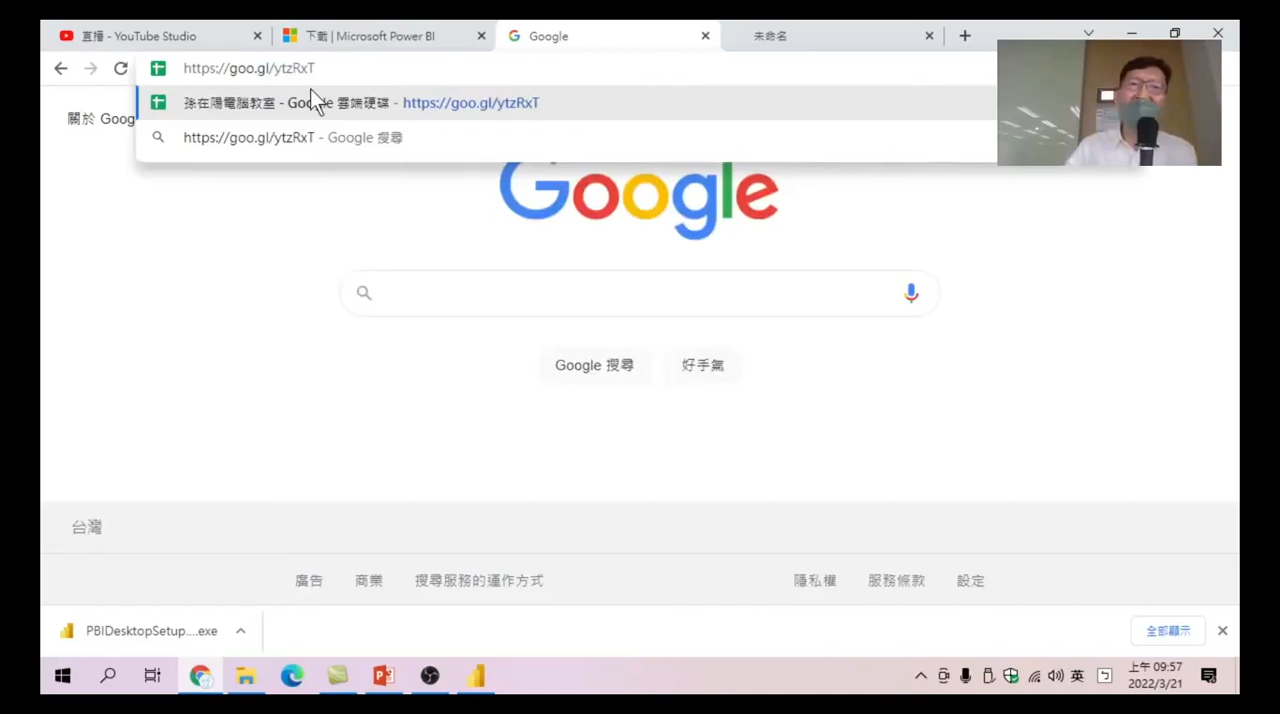 直播 - YouTube Studio
下載 | Microsoft Power BI
Google
未命名
https://goo.gl/ytzRxT
孫在陽電腦教室 - Google 雲端硬碟 - https://goo.gl/ytzRxT
https://goo.gl/ytzRxT - Google 搜尋
關於 Goog
Google
Google 搜尋
好手氣
台灣
廣告
商業
搜尋服務的運作方式
隱私權
服務條款
設定
PBIDesktopSetup....exe
全部顯示
英
上午 09:57
2022/3/21